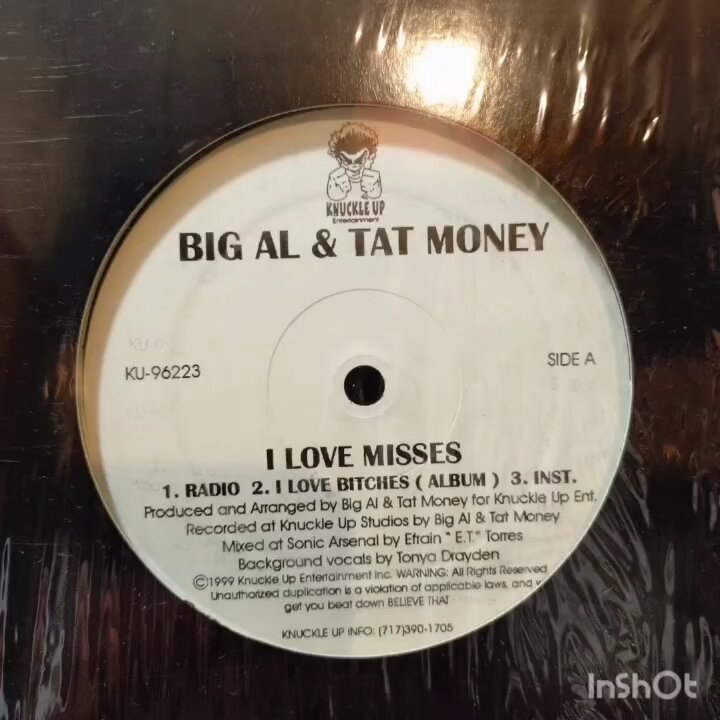 KNUCKLE UP
Entertainment
BIG AL & TAT MONEY
KU-96223
SIDE A
I LOVE MISSES
1. RADIO 2. I LOVE BITCHES ( ALBUM ) 3. INST.
Produced and Arranged by Big Al & Tat Money for Knuckle Up Ent.
Recorded at Knuckle Up Studios by Big Al & Tat Money
Mixed at Sonic Arsenal by Efrain " E.T." Torres
Background vocals by Tonya Drayden
©1999 Knuckle Up Entertainment Inc. WARNING: All Rights Reserved
Unauthorized duplication is a violation of applicable laws, and
get you beat down BELIEVE THAT
KNUCKLE UP INFO: (717)390-1705
InShOt